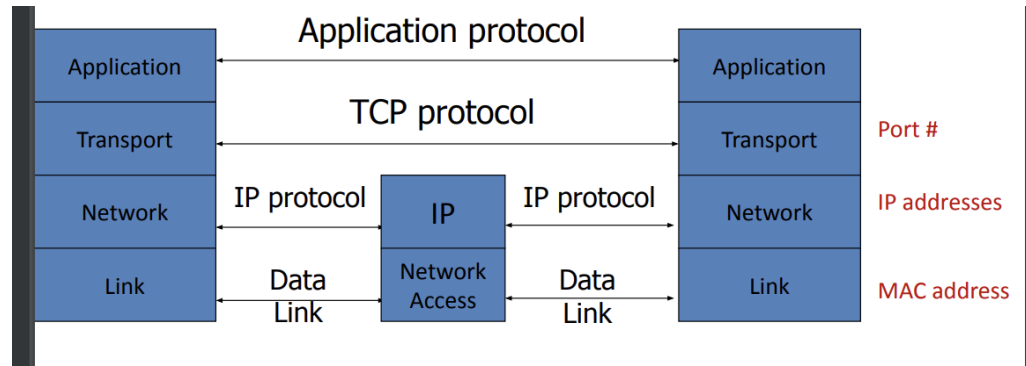 Application protocol
Application
Application
TCP protocol
Transport
Transport
Port #
IP protocol
IP protocol
Network
IP
Network
IP addresses
Link
Data
Link
Network
Access
Data
Link
Link
MAC address